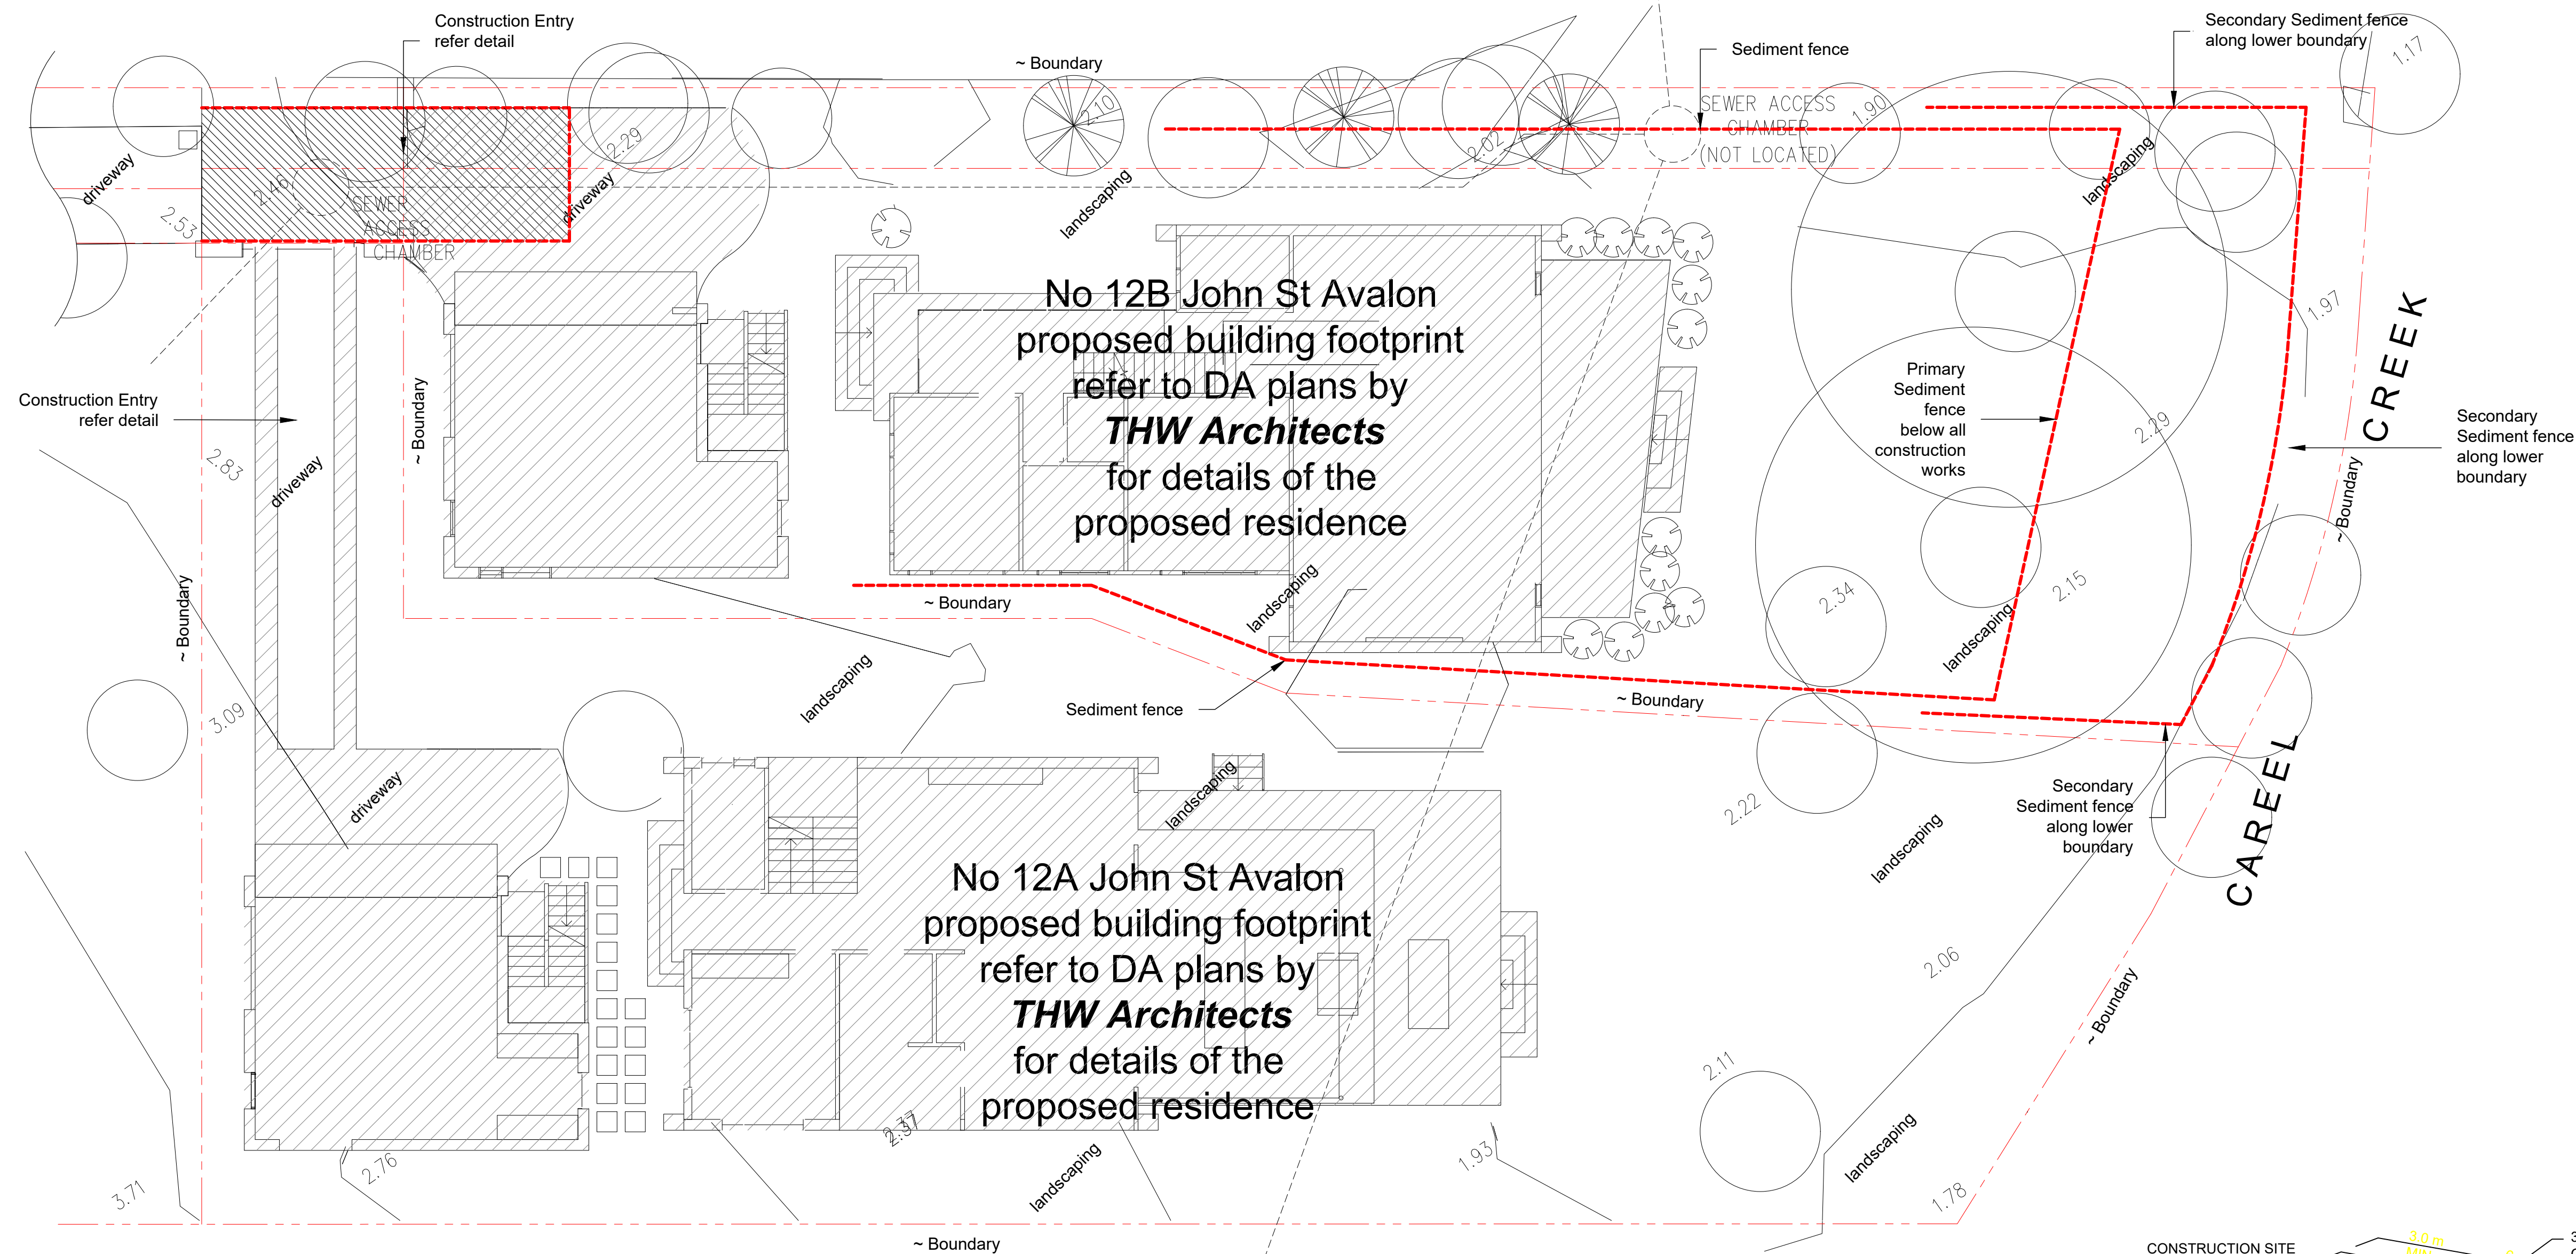 Construction Entry
refer detail
~ Boundary
Sediment fence
Secondary Sediment fence
along lower boundary
1.17
2.10
2.29
2.02
1.90
SEWER ACCESS
CHAMBER
(NOT LOCATED)
driveway
2.46
2.53
SEWER
ACCESS
CHAMBER
driveway
landscaping
landscaping
1.97
CREEK
No 12B John St Avalon
proposed building footprint
refer to DA plans by
THW Architects
for details of the
proposed residence
Construction Entry
refer detail
~ Boundary
2.83
driveway
Primary
Sediment
fence
below all
construction
works
2.29
Secondary
Sediment fence
along lower
boundary
~ Boundary
~ Boundary
~ Boundary
landscaping
2.34
2.15
landscaping
landscaping
3.09
Sediment fence
~ Boundary
driveway
landscaping
2.22
Secondary
Sediment fence
along lower
boundary
landscaping
CAREEL
No 12A John St Avalon
proposed building footprint
refer to DA plans by
THW Architects
for details of the
proposed residence
2.06
~ Boundary
2.11
2.37
2.76
3.71
1.93
landscaping
landscaping
1.78
~ Boundary
CONSTRUCTION SITE
3.0 m
MIN